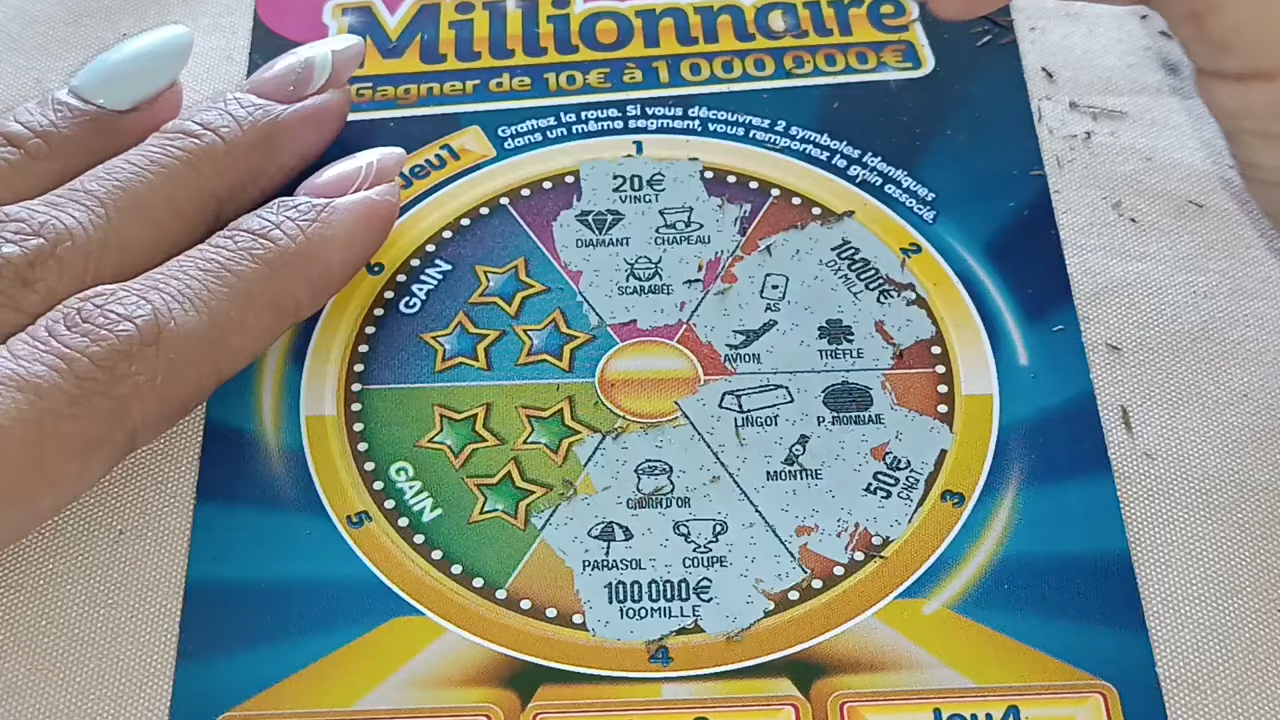 Millionnaire
Gagner de 10€ à 1 000 000€
Jeu1
Grattez la roue. Si vous découvrez 2 symboles identiques
dans un même segment, vous remportez le gain associé.
1
20€
VINGT
DIAMANT
CHAPEAU
SCARABÉE
2
10·000€
DXMILL
AS
AVION
TRÈFLE
3
LINGOT
P-MONNAIE
MONTRE
50€
CNQT
4
CHDRN D'OR
PARASOL
COUPE
100 000€
100MILLE
5
GAIN
6
GAIN
Jeu4